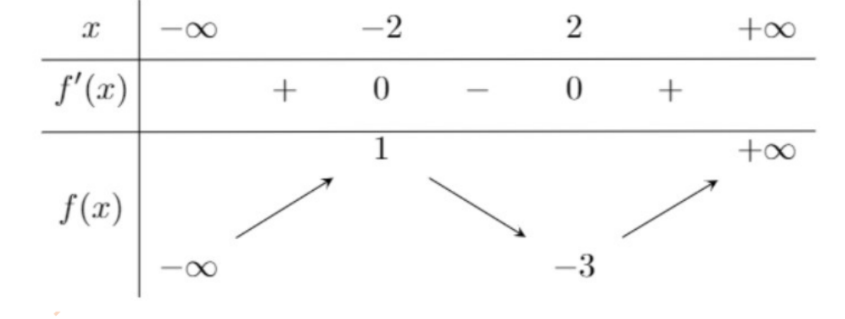 x −∞ −2 2 +∞
f′(x) + 0 − 0 +
1 +∞
f(x)
−∞ −3